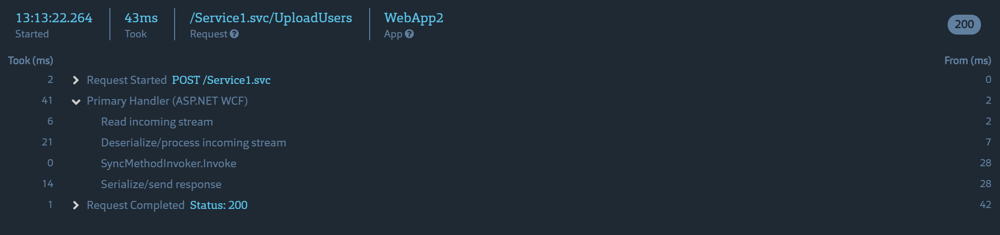 13:13:22.264 43ms /Service1.svc/UploadUsers WebApp2 200
Started Took Request ? App ?
Took (ms) From (ms)
2 Request Started POST /Service1.svc 0
41 Primary Handler (ASP.NET WCF) 2
6 Read incoming stream 2
21 Deserialize/process incoming stream 7
0 SyncMethodInvoker.Invoke 28
14 Serialize/send response 28
1 Request Completed Status: 200 42